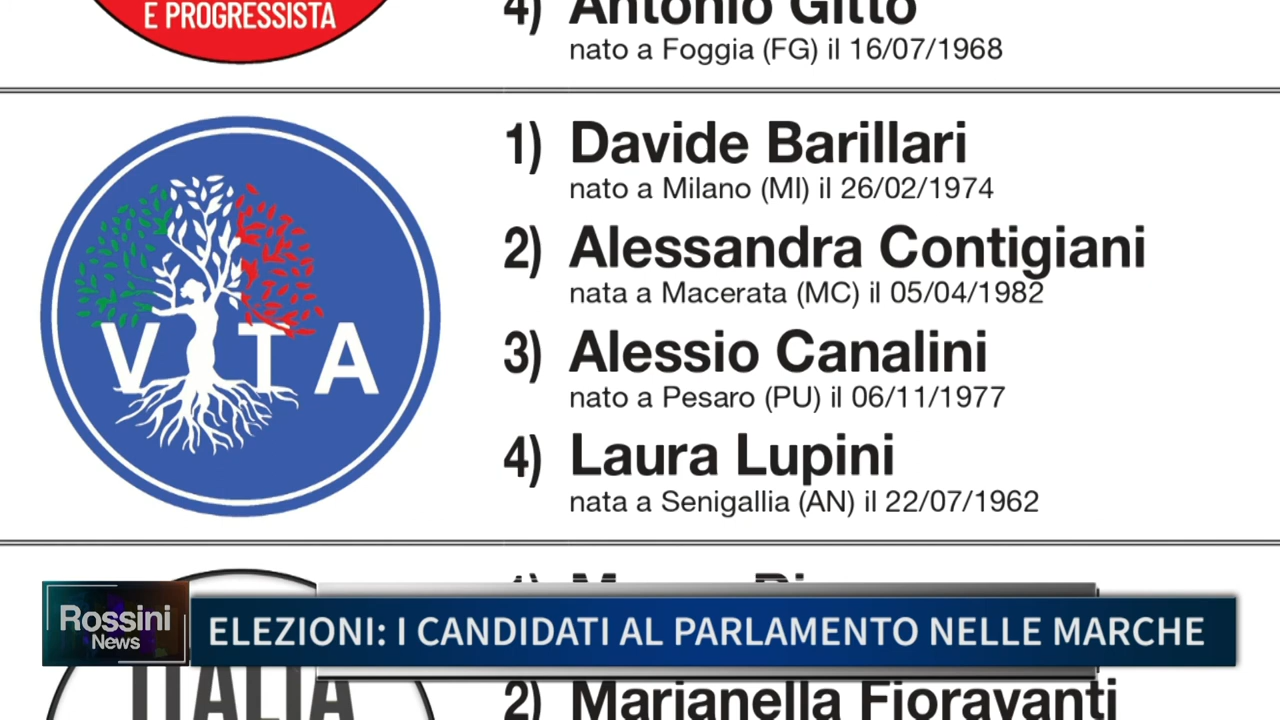 E PROGRESSISTA
4) Antonio Gitto
nato a Foggia (FG) il 16/07/1968
VITA
1) Davide Barillari
nato a Milano (MI) il 26/02/1974
2) Alessandra Contigiani
nata a Macerata (MC) il 05/04/1982
3) Alessio Canalini
nato a Pesaro (PU) il 06/11/1977
4) Laura Lupini
nata a Senigallia (AN) il 22/07/1962
Rossini
News
ELEZIONI: I CANDIDATI AL PARLAMENTO NELLE MARCHE
ITALIA
2) Marianella Fioravanti